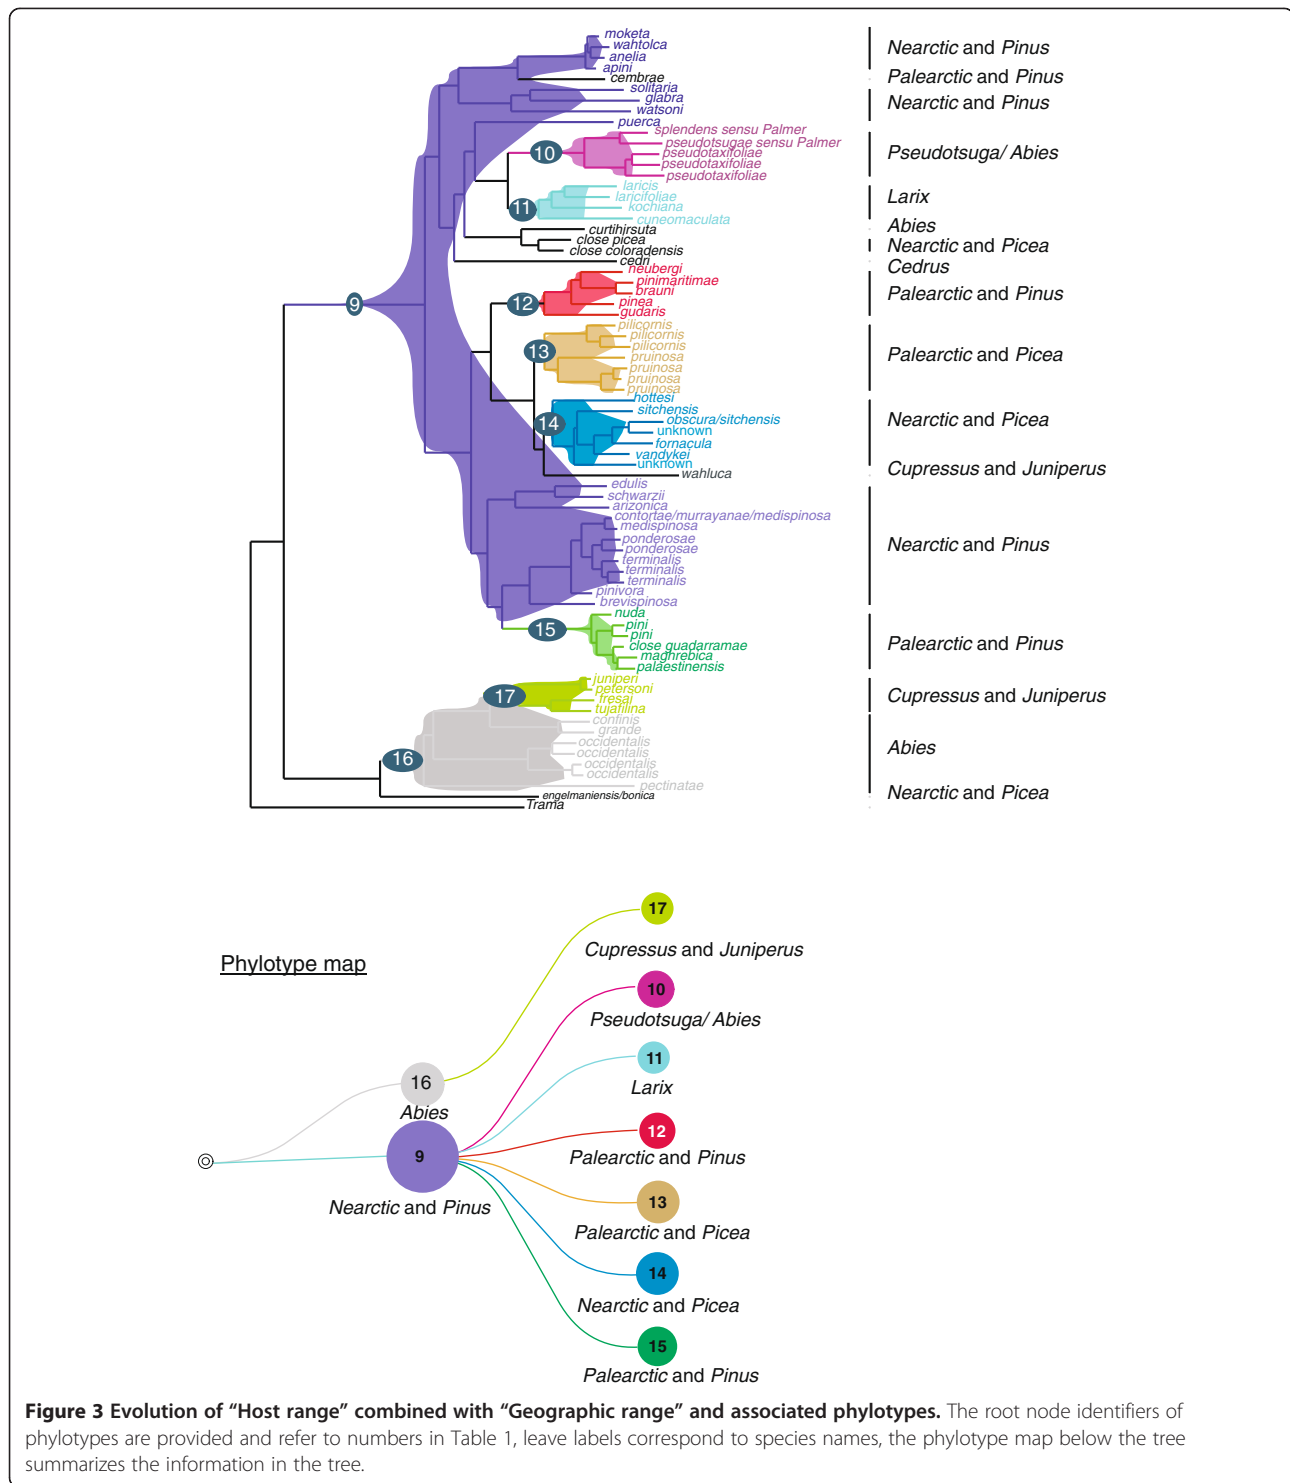 moketa
wahtolca
anelia
apini
cembrae
solitaria
glabra
watsoni
puerca
splendens sensu Palmer
pseudotsugae sensu Palmer
pseudotaxifoliae
pseudotaxifoliae
pseudotaxifoliae
laricis
laricifoliae
kochiana
cuneomaculata
curtihirsuta
close picea
close coloradensis
cedri
neubergi
pinimaritimae
brauni
pinea
gudaris
pilicornis
pilicornis
pilicornis
pruinosa
pruinosa
pruinosa
pruinosa
hottesi
sitchensis
obscura/sitchensis
unknown
fornacula
vandykei
unknown
wahluca
edulis
schwarzii
arizonica
contortae/murrayanae/medispinosa
medispinosa
ponderosae
ponderosae
terminalis
terminalis
terminalis
pinivora
brevispinosa
nuda
pini
pini
close guadarramae
maghrebica
palaestinensis
juniperi
petersoni
fresai
tujafilina
confinis
grande
occidentalis
occidentalis
occidentalis
occidentalis
pectinatae
engelmaniensis/bonica
Trama
9
10
11
12
13
14
15
17
16
Nearctic and Pinus
Palearctic and Pinus
Nearctic and Pinus
Pseudotsuga/ Abies
Larix
Abies
Nearctic and Picea
Cedrus
Palearctic and Pinus
Palearctic and Picea
Nearctic and Picea
Cupressus and Juniperus
Nearctic and Pinus
Palearctic and Pinus
Cupressus and Juniperus
Abies
Nearctic and Picea
Phylotype map
16
Abies
9
Nearctic and Pinus
17
Cupressus and Juniperus
10
Pseudotsuga/ Abies
11
Larix
12
Palearctic and Pinus
13
Palearctic and Picea
14
Nearctic and Picea
15
Palearctic and Pinus
Figure 3 Evolution of “Host range” combined with “Geographic range” and associated phylotypes. The root node identifiers of
phylotypes are provided and refer to numbers in Table 1, leave labels correspond to species names, the phylotype map below the tree
summarizes the information in the tree.